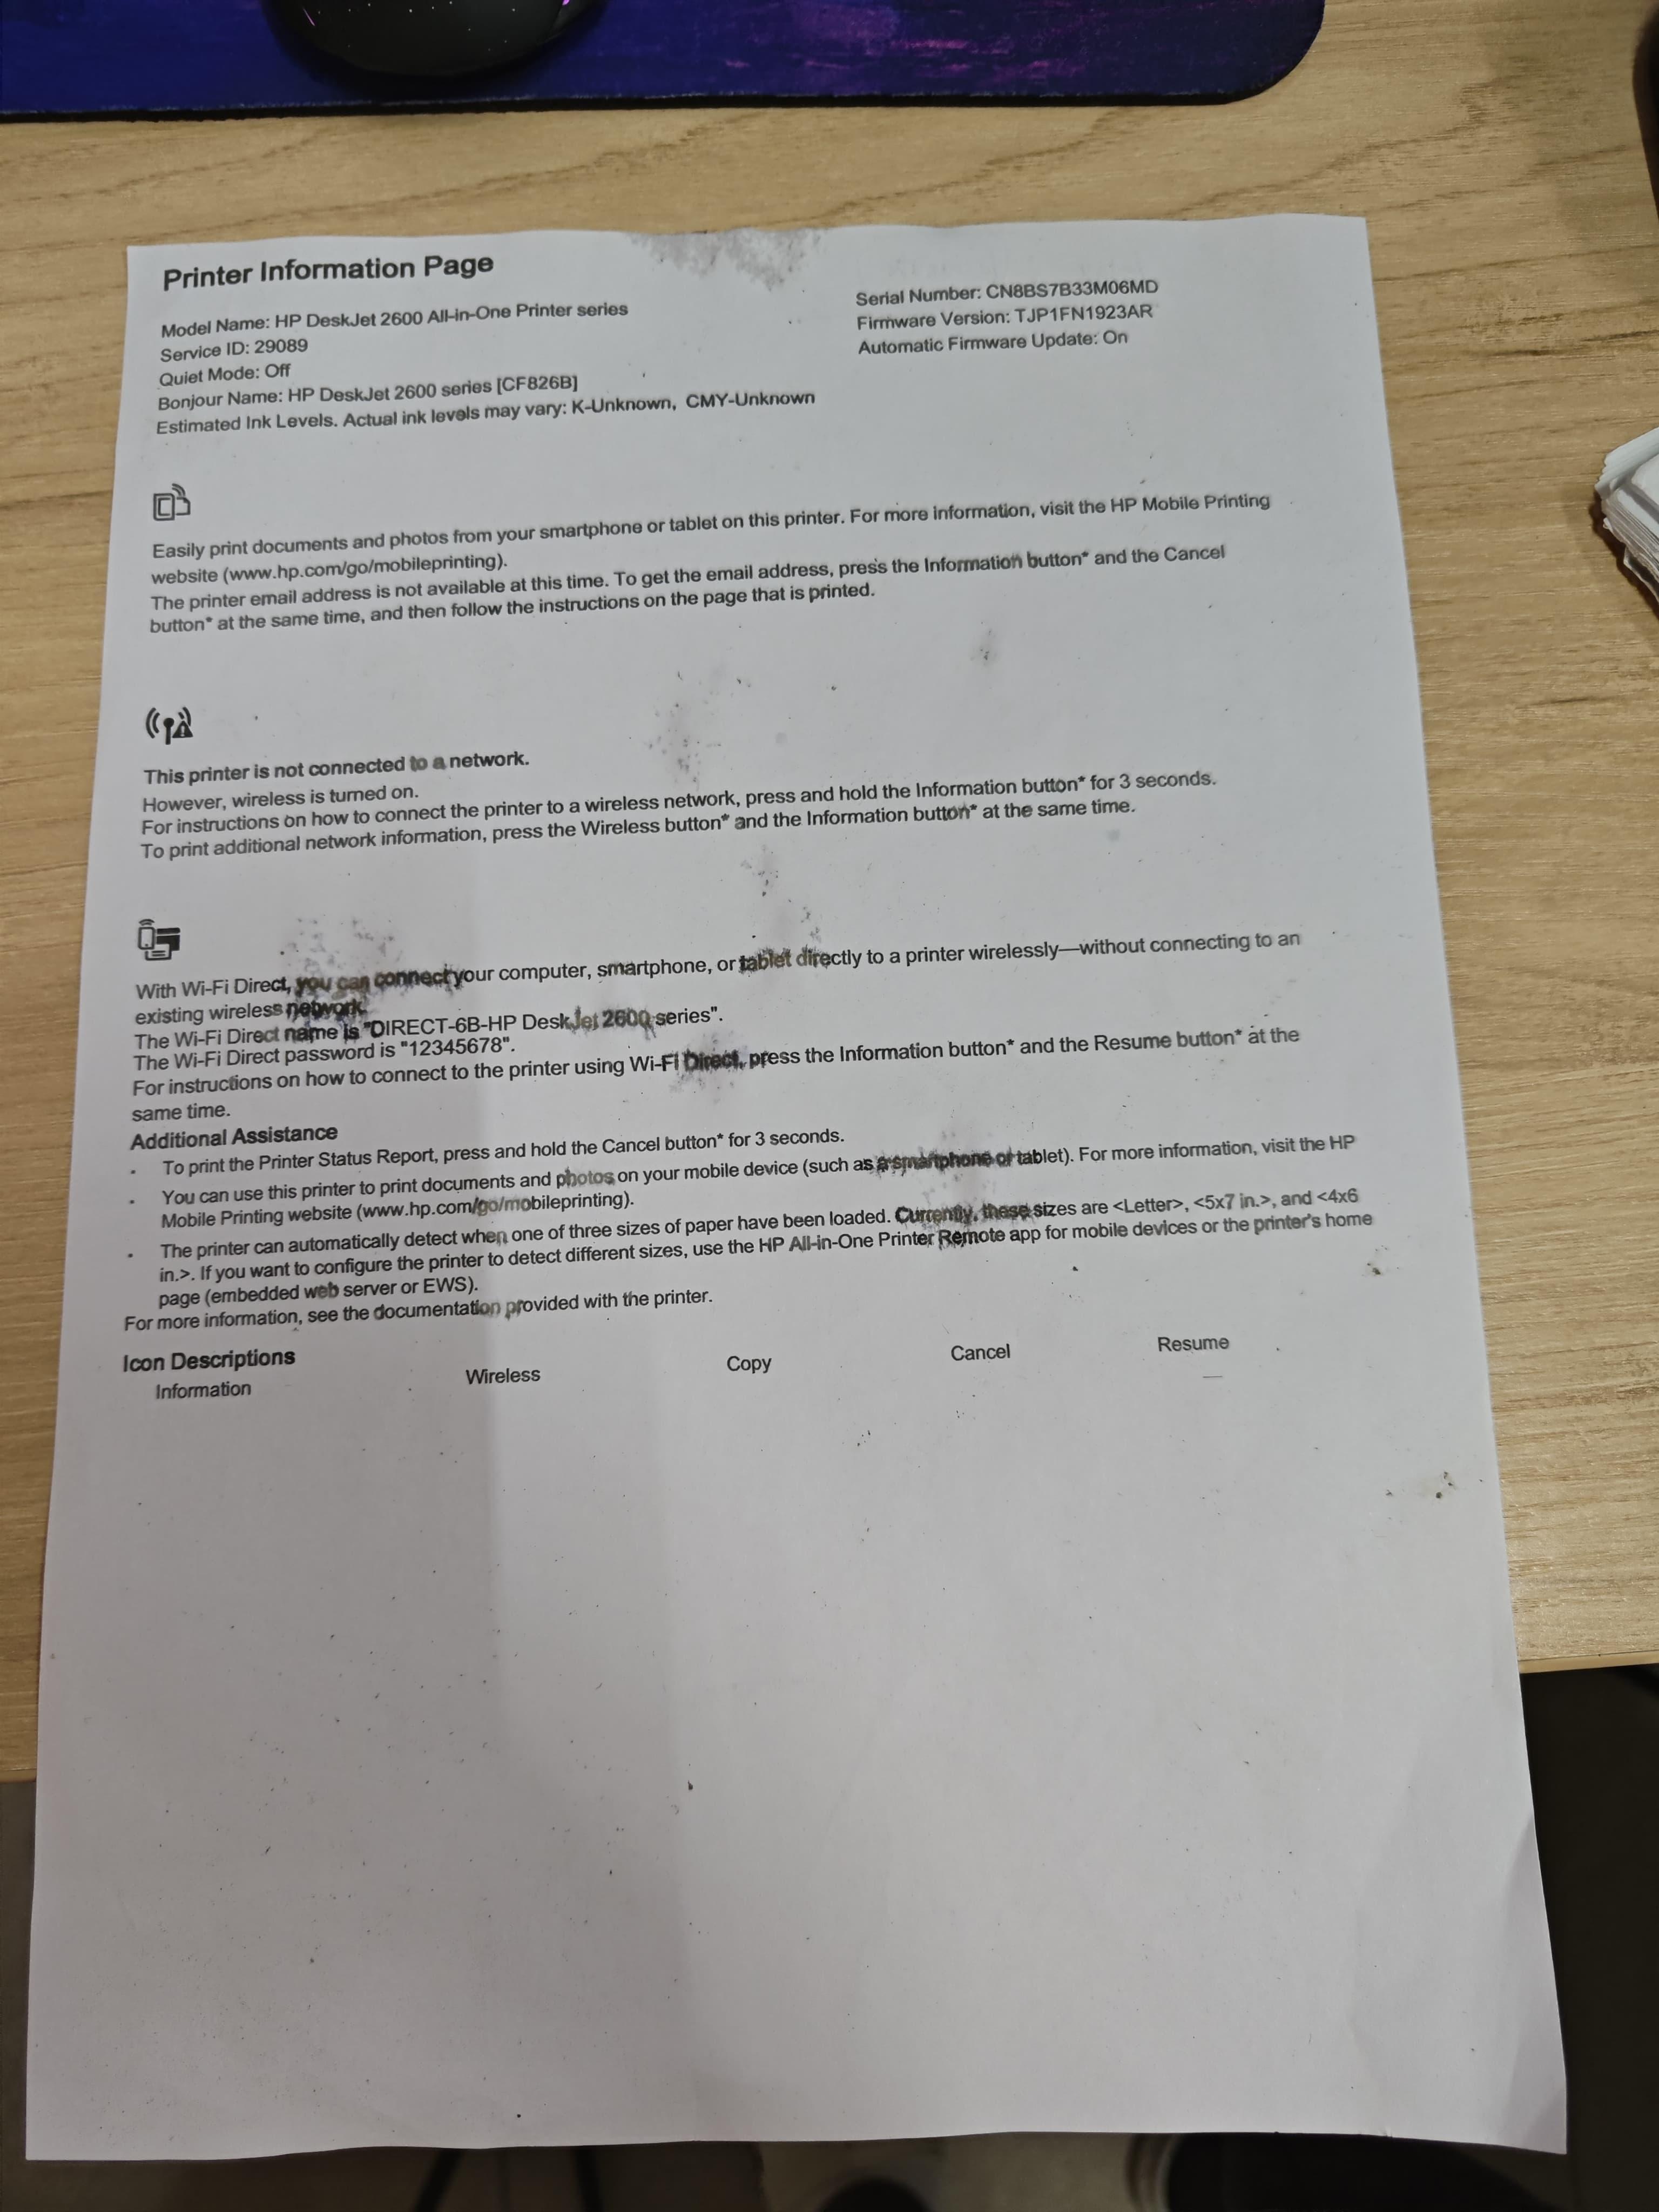 Printer Information Page
Model Name: HP DeskJet 2600 All-in-One Printer series
Service ID: 29089
Quiet Mode: Off
Bonjour Name: HP DeskJet 2600 series [CF826B]
Estimated Ink Levels. Actual ink levels may vary: K-Unknown, CMY-Unknown
Serial Number: CN8BS7B33M06MD
Firmware Version: TJP1FN1923AR
Automatic Firmware Update: On
Easily print documents and photos from your smartphone or tablet on this printer. For more information, visit the HP Mobile Printing
website (www.hp.com/go/mobileprinting).
The printer email address is not available at this time. To get the email address, press the Information button* and the Cancel
button* at the same time, and then follow the instructions on the page that is printed.
This printer is not connected to a network.
However, wireless is turned on.
For instructions on how to connect the printer to a wireless network, press and hold the Information button* for 3 seconds.
To print additional network information, press the Wireless button* and the Information button* at the same time.
With Wi-Fi Direct, you can connect your computer, smartphone, or tablet directly to a printer wirelessly—without connecting to an
existing wireless network.
The Wi-Fi Direct name is "DIRECT-6B-HP DeskJet 2600 series".
The Wi-Fi Direct password is "12345678".
For instructions on how to connect to the printer using Wi-Fi Direct, press the Information button* and the Resume button* at the
same time.
Additional Assistance
· To print the Printer Status Report, press and hold the Cancel button* for 3 seconds.
· You can use this printer to print documents and photos on your mobile device (such as a smartphone or tablet). For more information, visit the HP
Mobile Printing website (www.hp.com/go/mobileprinting).
· The printer can automatically detect when one of three sizes of paper have been loaded. Currently, these sizes are <Letter>, <5x7 in.>, and <4x6
in.>. If you want to configure the printer to detect different sizes, use the HP All-in-One Printer Remote app for mobile devices or the printer's home
page (embedded web server or EWS).
For more information, see the documentation provided with the printer.
Icon Descriptions
Information Wireless Copy Cancel Resume